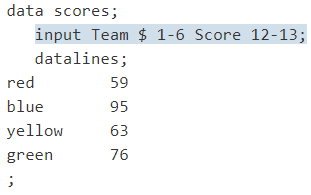 data scores;
   input Team $ 1-6 Score 12-13;
   datalines;
red        59
blue       95
yellow     63
green      76
;